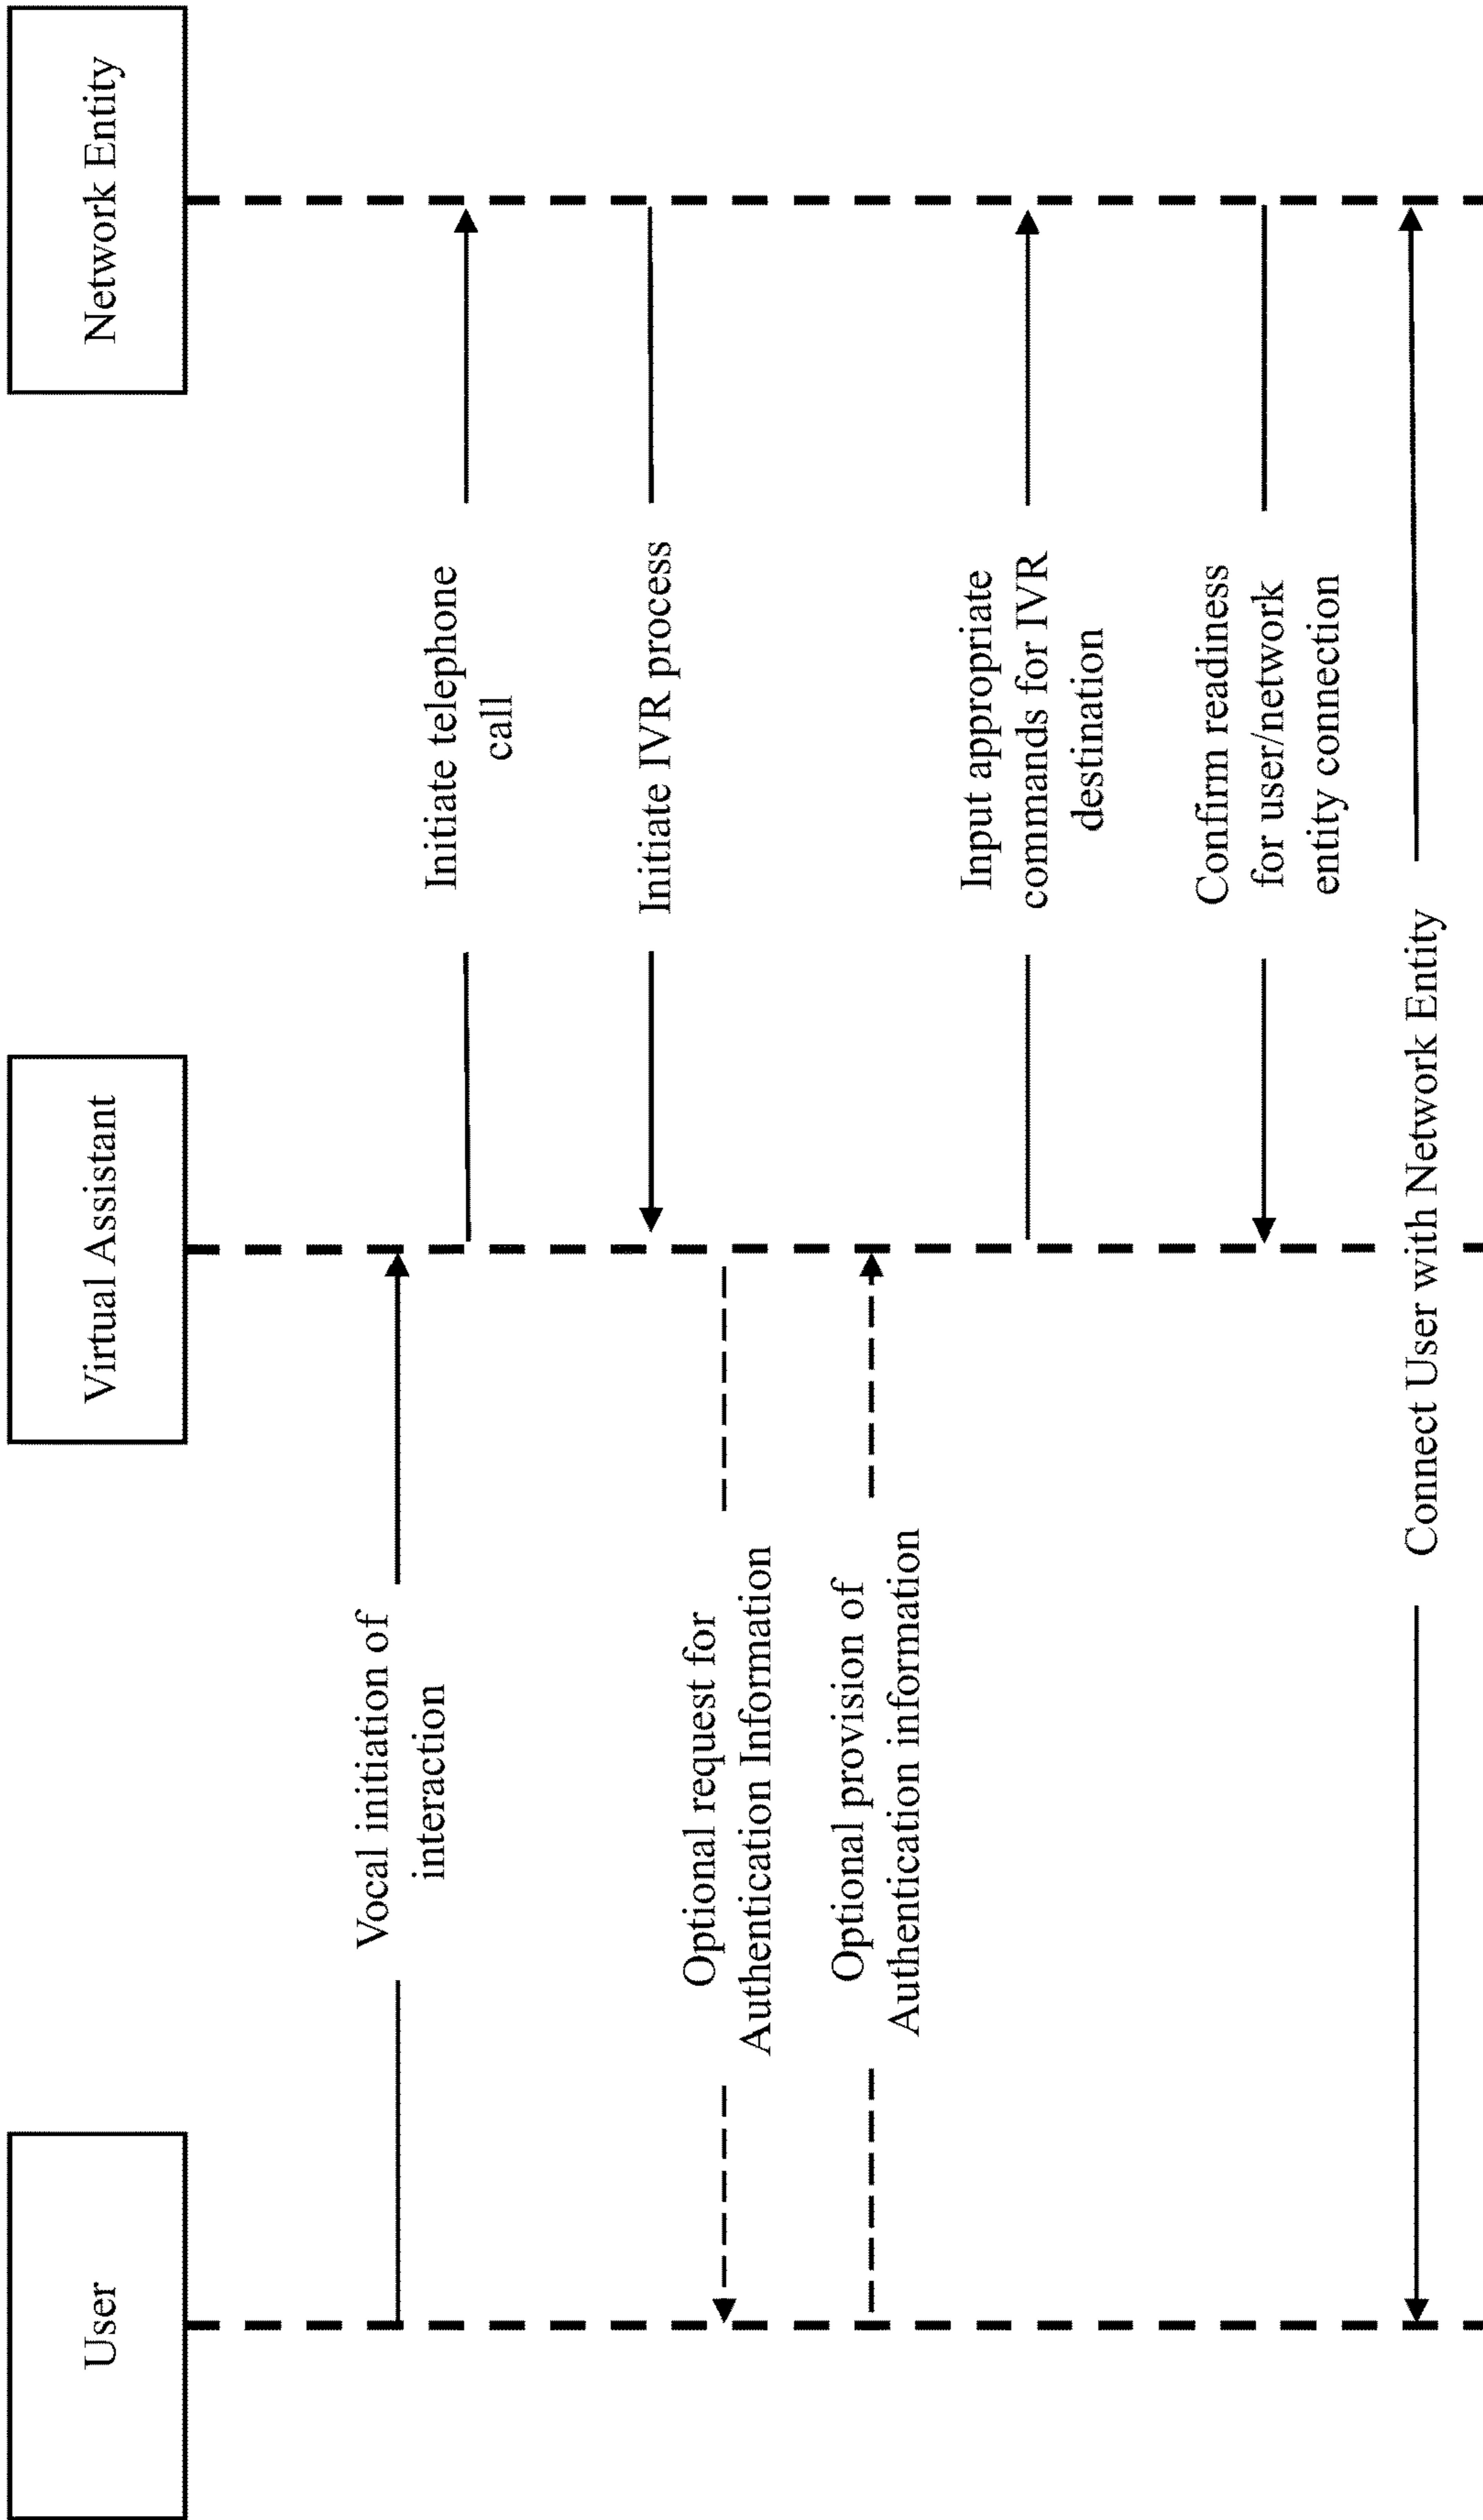 User
Virtual Assistant
Network Entity
Vocal initiation of
interaction
Initiate telephone
call
Initiate IVR process
Optional request for
Authentication Information
Optional provision of
Authentication information
Input appropriate
commands for IVR
destination
Confirm readiness
for user/network
entity connection
Connect User with Network Entity